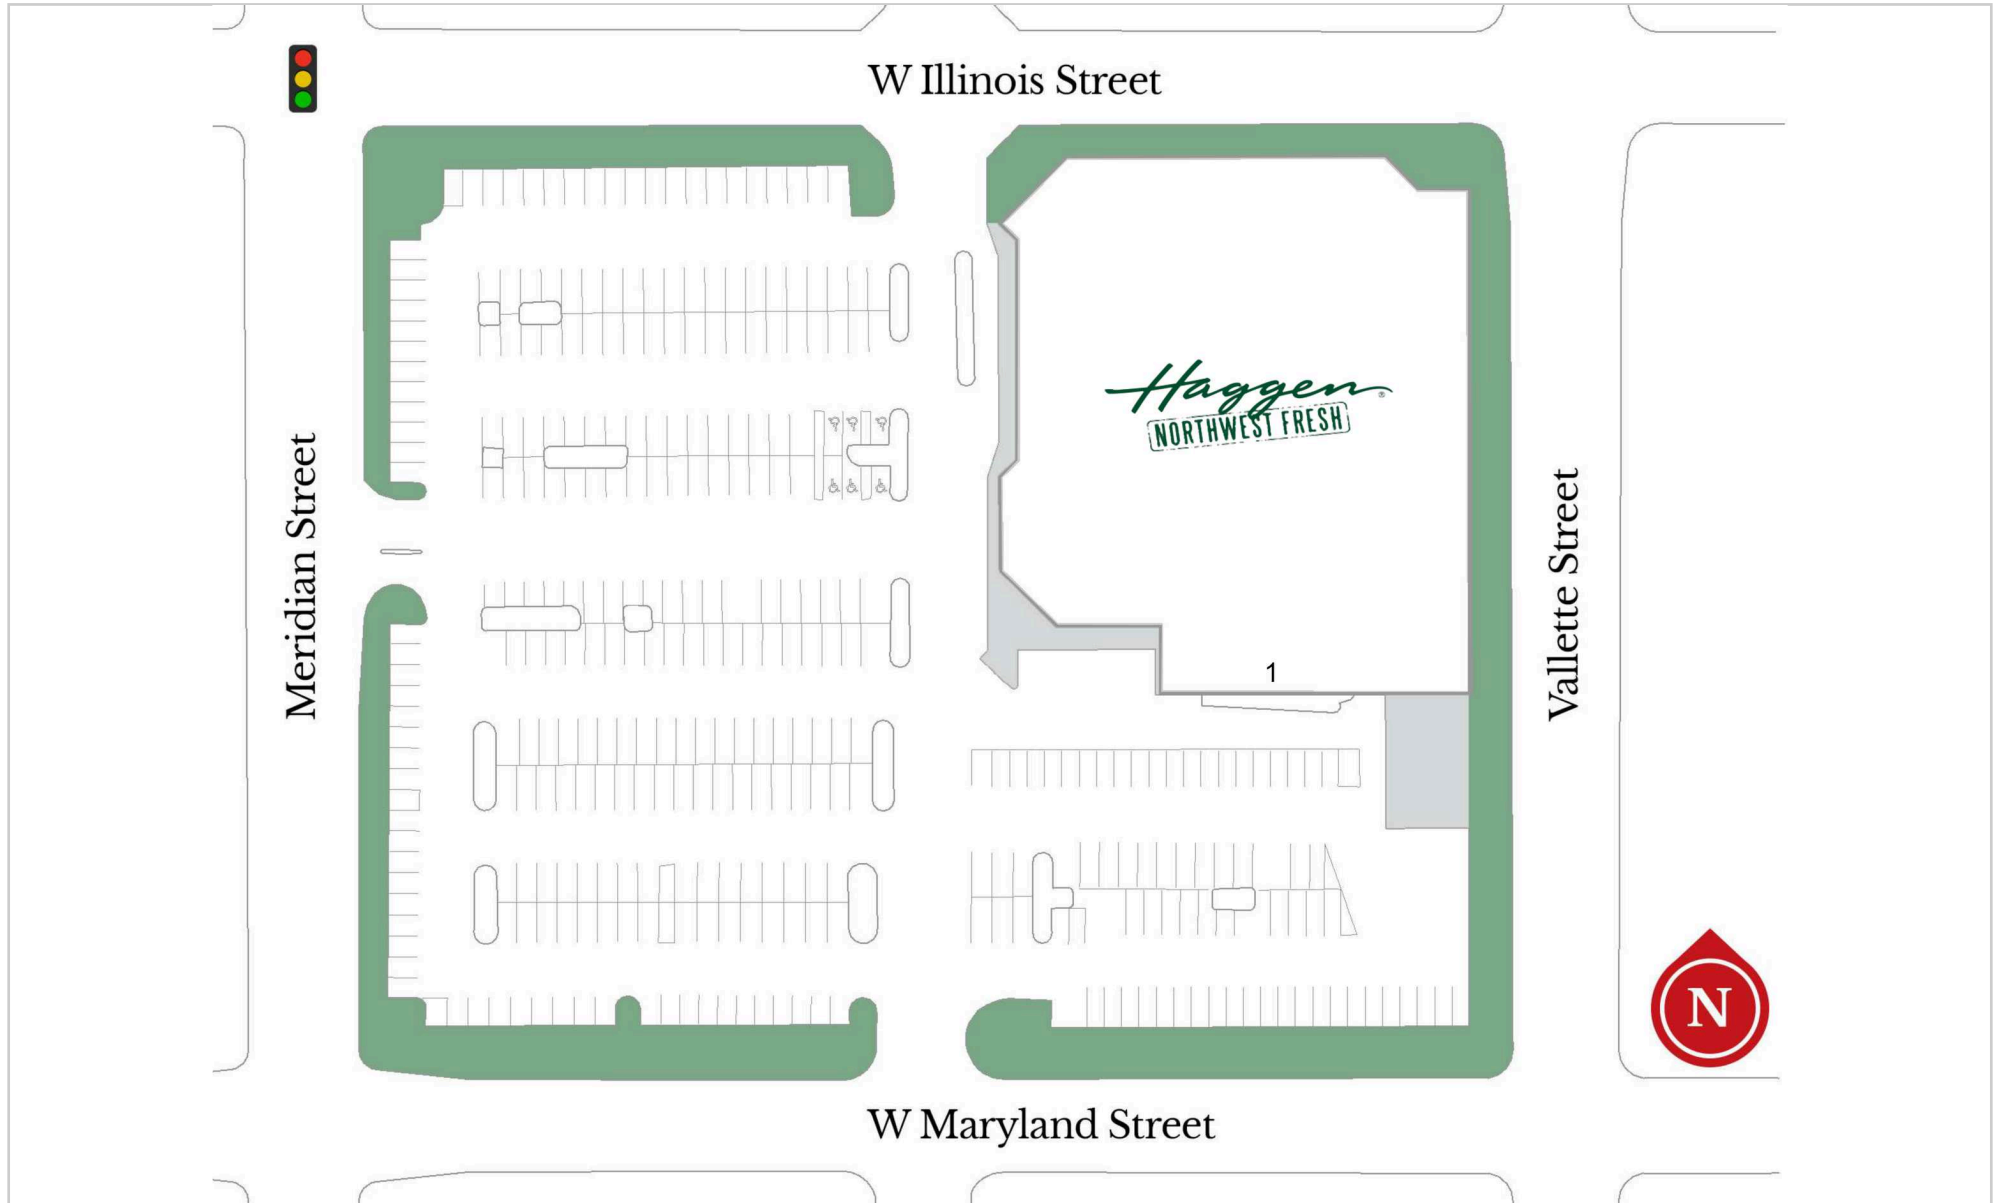 W Illinois Street
Meridian Street
Haggen®
NORTHWEST FRESH
1
Vallette Street
N
W Maryland Street